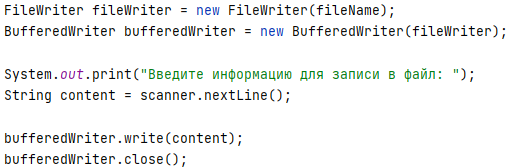 FileWriter fileWriter = new FileWriter(fileName);
BufferedWriter bufferedWriter = new BufferedWriter(fileWriter);
System.out.print("Введите информацию для записи в файл: ");
String content = scanner.nextLine();
bufferedWriter.write(content);
bufferedWriter.close();